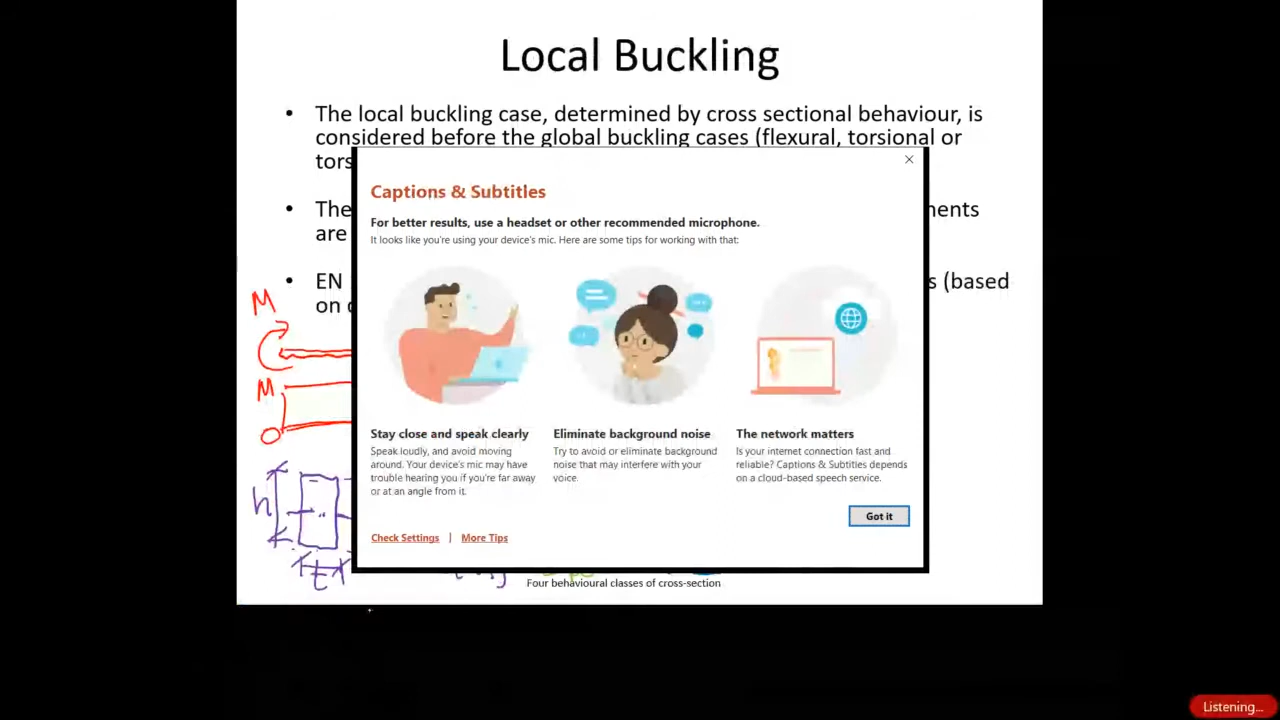 Local Buckling
• The local buckling case, determined by cross sectional behaviour, is
considered before the global buckling cases (flexural, torsional or
tors
• The
nents
are
• EN
s (based
on
M
M
h
t
Captions & Subtitles
For better results, use a headset or other recommended microphone.
It looks like you're using your device's mic. Here are some tips for working with that:
Stay close and speak clearly
Speak loudly, and avoid moving
around. Your device's mic may have
trouble hearing you if you're far away
or at an angle from it.
Eliminate background noise
Try to avoid or eliminate background
noise that may interfere with your
voice.
The network matters
Is your internet connection fast and
reliable? Captions & Subtitles depends
on a cloud-based speech service.
Got it
Check Settings | More Tips
Four behavioural classes of cross-section
Listening...